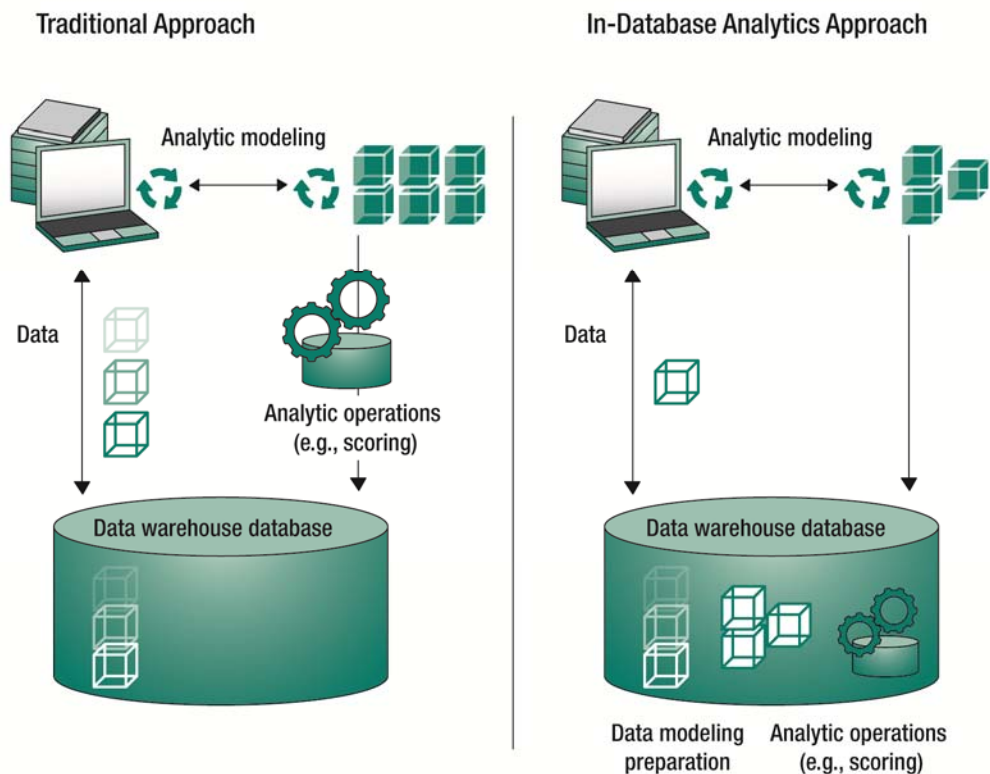 Traditional Approach
Analytic modeling
Data
Analytic operations
(e.g., scoring)
Data warehouse database
In-Database Analytics Approach
Analytic modeling
Data
Data warehouse database
Data modeling
preparation
Analytic operations
(e.g., scoring)